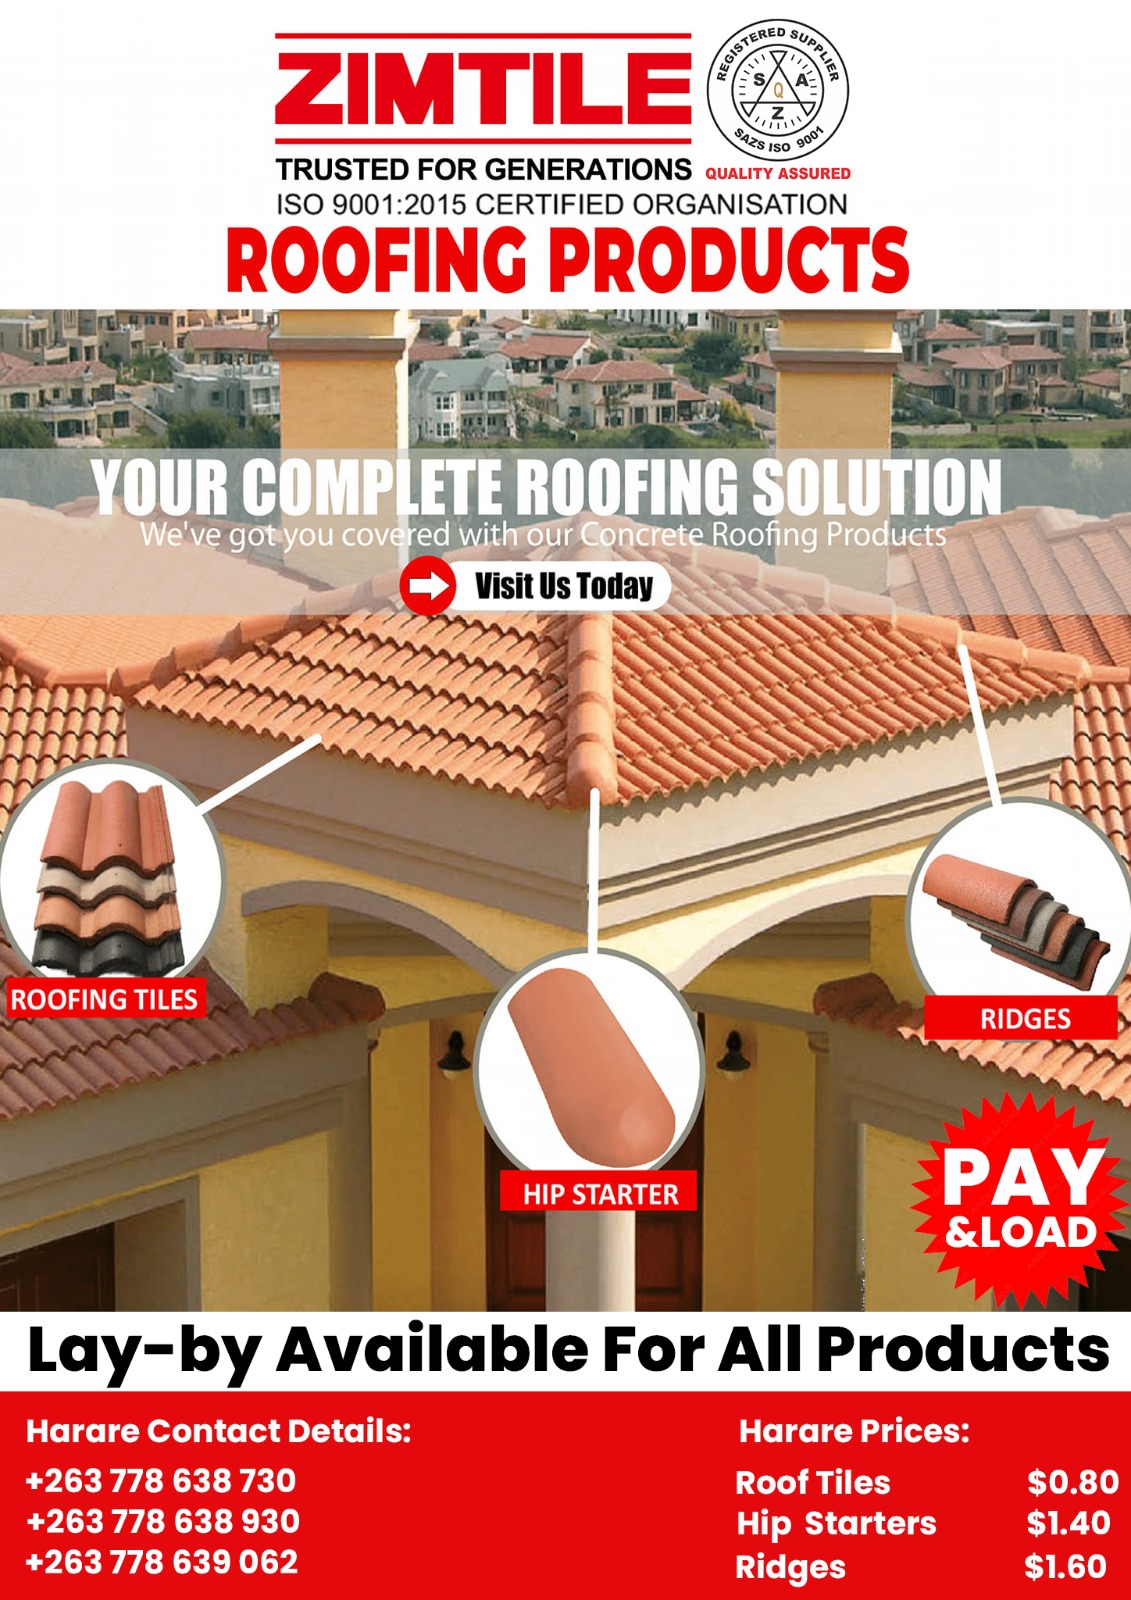 ZIMTILE
REGISTERED SUPPLIER
S A
Q
Z
SAZS ISO 9001
TRUSTED FOR GENERATIONS
QUALITY ASSURED
ISO 9001:2015 CERTIFIED ORGANISATION
ROOFING PRODUCTS
YOUR COMPLETE ROOFING SOLUTION
We've got you covered with our Concrete Roofing Products
Visit Us Today
ROOFING TILES
RIDGES
HIP STARTER
PAY
&LOAD
Lay-by Available For All Products
Harare Contact Details:
+263 778 638 730
+263 778 638 930
+263 778 639 062
Harare Prices:
Roof Tiles $0.80
Hip Starters $1.40
Ridges $1.60